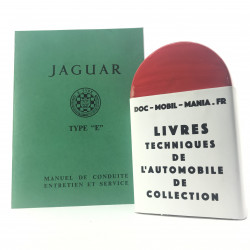 JAGUAR
TYPE "E"
MANUEL DE CONDUITE
ENTRETIEN ET SERVICE
DOC-MOBIL-MANIA.FR
LIVRES
TECHNIQUES
DE
L'AUTOMOBILE
DE
COLLECTION